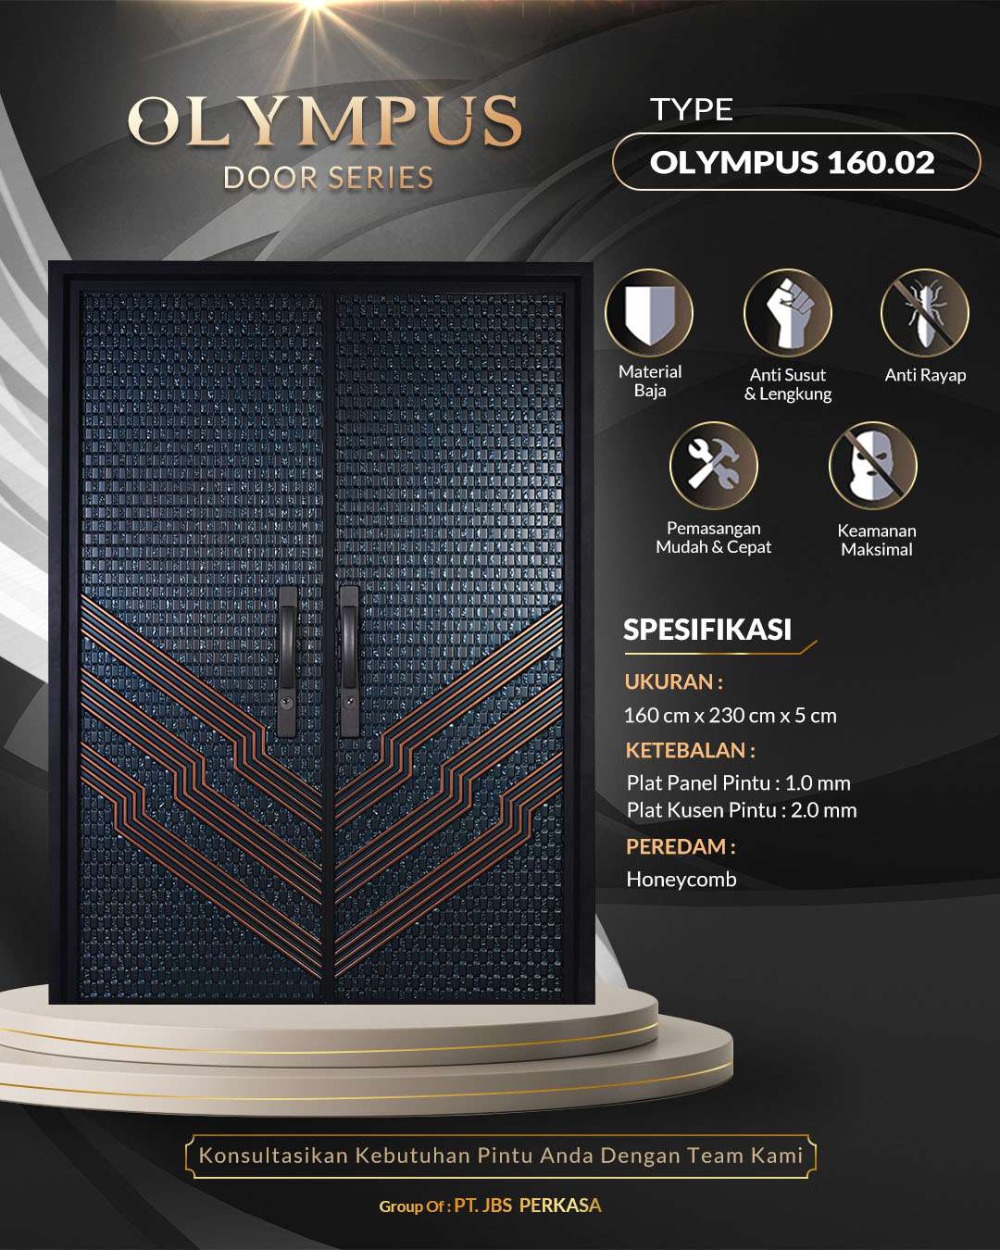 OLYMPUS
DOOR SERIES
TYPE
OLYMPUS 160.02
Material
Baja
Anti Susut
& Lengkung
Anti Rayap
Pemasangan
Mudah & Cepat
Keamanan
Maksimal
SPESIFIKASI
UKURAN :
160 cm x 230 cm x 5 cm
KETEBALAN :
Plat Panel Pintu : 1.0 mm
Plat Kusen Pintu : 2.0 mm
PEREDAM :
Honeycomb
Konsultasikan Kebutuhan Pintu Anda Dengan Team Kami
Group Of : PT. JBS PERKASA